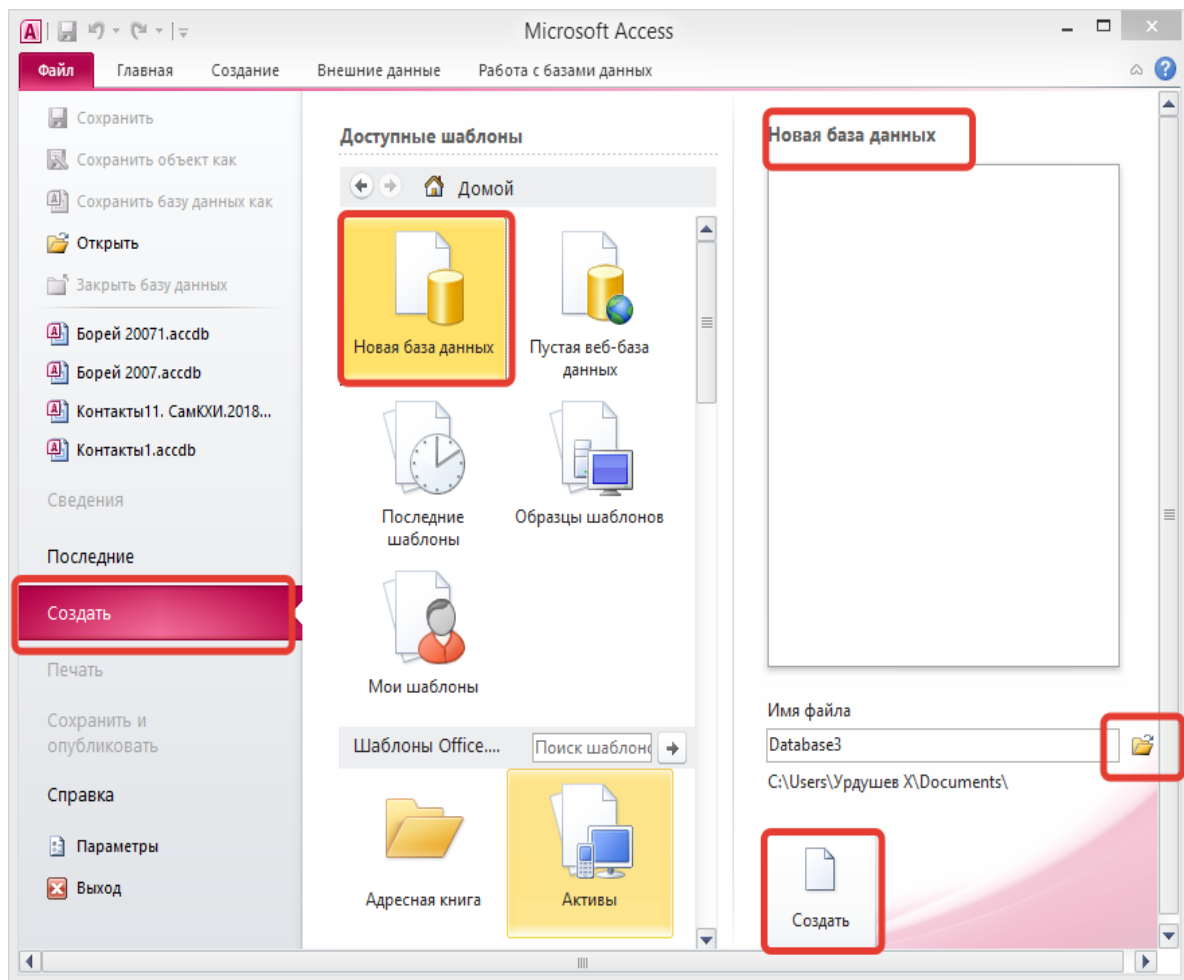 Microsoft Access
Файл Главная Создание Внешние данные Работа с базами данных
Сохранить
Сохранить объект как
Сохранить базу данных как
Открыть
Закрыть базу данных
Борей 20071.accdb
Борей 2007.accdb
Контакты11. СамКХИ.2018...
Контакты1.accdb
Сведения
Последние
Создать
Печать
Сохранить и
опубликовать
Справка
Параметры
Выход
Доступные шаблоны
Домой
Новая база данных
Пустая веб-база
данных
Последние
шаблоны
Образцы шаблонов
Мои шаблоны
Шаблоны Office....
Поиск шаблоно
Адресная книга
Активы
Новая база данных
Имя файла
Database3
C:\Users\Урдушев Х\Documents\
Создать